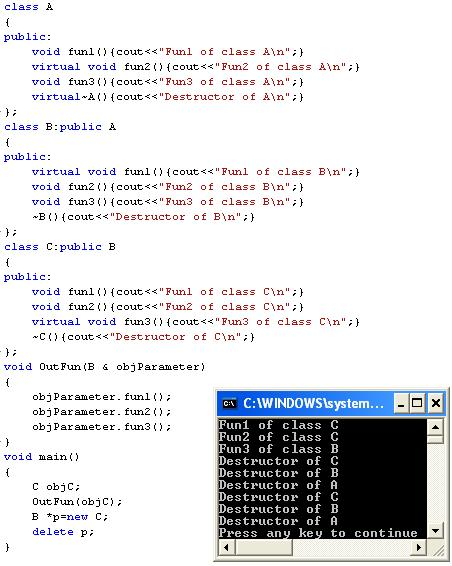 class A
{
public:
    void fun1(){cout<<"Fun1 of class A\n";}
    virtual void fun2(){cout<<"Fun2 of class A\n";}
    void fun3(){cout<<"Fun3 of class A\n";}
    virtual~A(){cout<<"Destructor of A\n";}
};
class B:public A
{
public:
    virtual void fun1(){cout<<"Fun1 of class B\n";}
    void fun2(){cout<<"Fun2 of class B\n";}
    void fun3(){cout<<"Fun3 of class B\n";}
    ~B(){cout<<"Destructor of B\n";}
};
class C:public B
{
public:
    void fun1(){cout<<"Fun1 of class C\n";}
    void fun2(){cout<<"Fun2 of class C\n";}
    virtual void fun3(){cout<<"Fun3 of class C\n";}
    ~C(){cout<<"Destructor of C\n";}
};
void OutFun(B & objParameter)
{
    objParameter.fun1();
    objParameter.fun2();
    objParameter.fun3();
}
void main()
{
    C objC;
    OutFun(objC);
    B *p=new C;
    delete p;
}
C:\WINDOWS\system...
Fun1 of class C
Fun2 of class C
Fun3 of class B
Destructor of C
Destructor of B
Destructor of A
Destructor of C
Destructor of B
Destructor of A
Press any key to continue